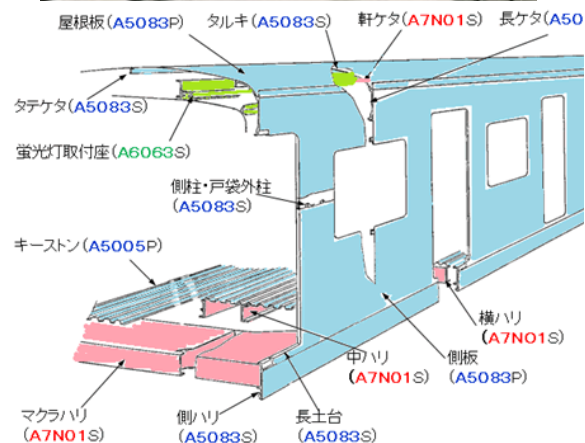 屋根板(A5083P)
タルキ(A5083S)
軒ケタ(A7N01S)
長ケタ(A50
タテケタ(A5083S)
蛍光灯取付座(A6063S)
側柱・戸袋外柱
(A5083S)
キーストン(A5005P)
横ハリ
(A7N01S)
中ハリ
(A7N01S)
側板
(A5083P)
マクラハリ
(A7N01S)
側ハリ
(A5083S)
長土台
(A5083S)